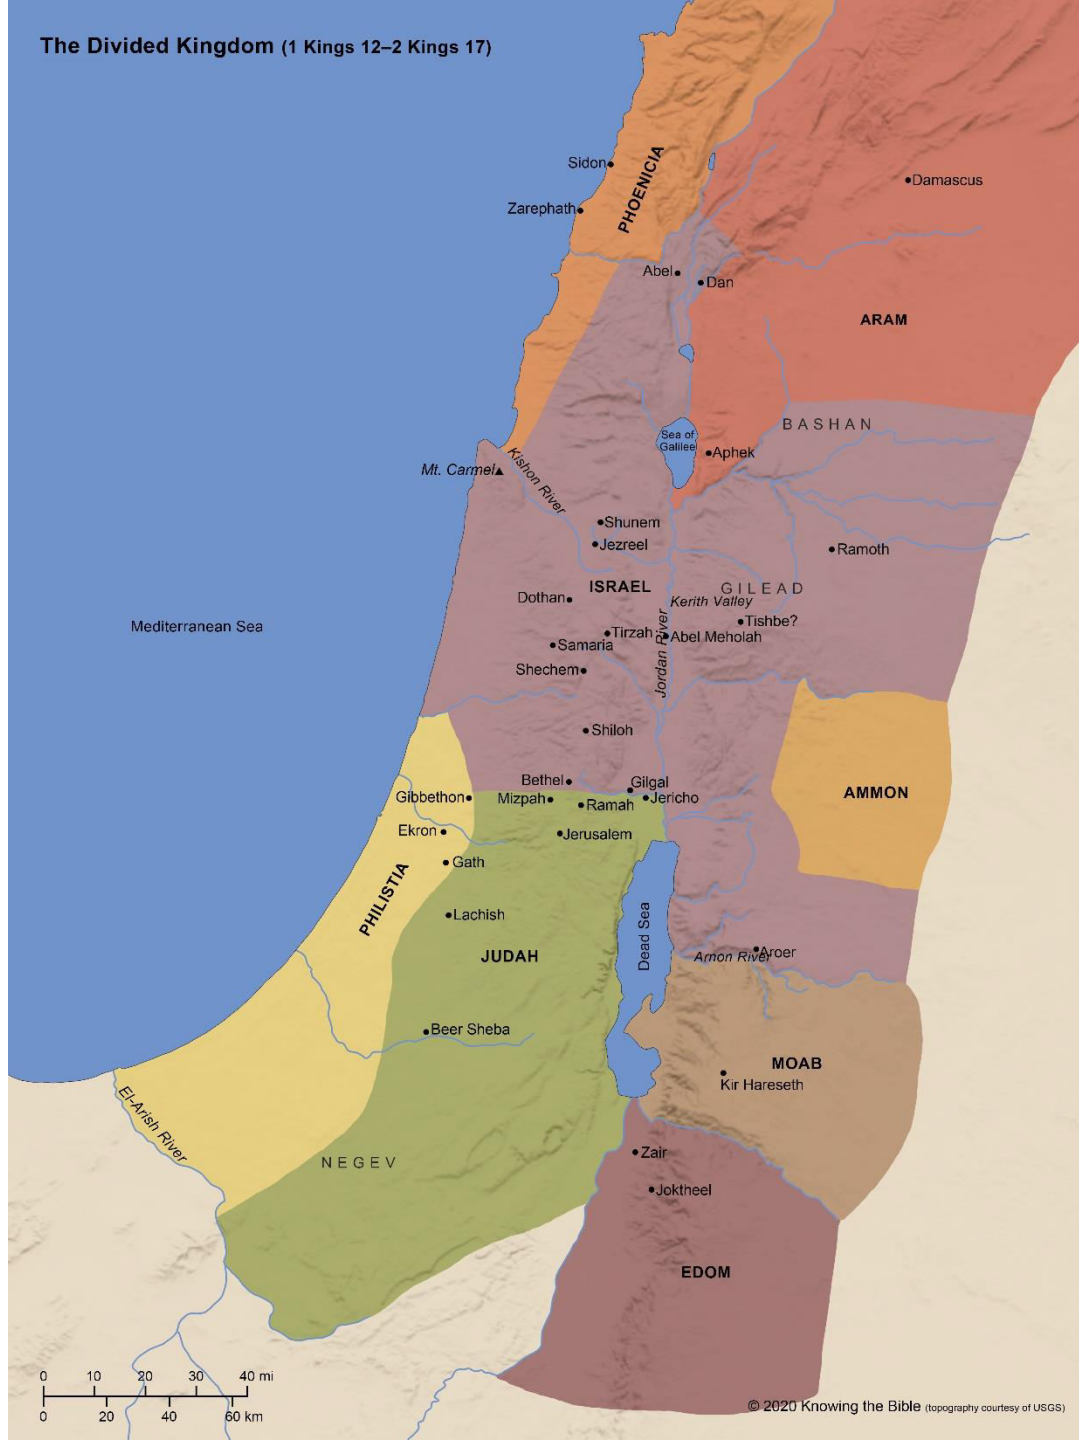 The Divided Kingdom (1 Kings 12–2 Kings 17)
Sidon
PHOENICIA
Damascus
Zarephath
Abel
Dan
ARAM
BASHAN
Sea of
Galilee
Aphek
Mt. Carmel
Kishon River
Shunem
Jezreel
Ramoth
ISRAEL
GILEAD
Dothan
Kerith Valley
Tishbe?
Mediterranean Sea
Tirzah
Abel Meholah
Samaria
Jordan River
Shechem
Shiloh
Bethel
Gilgal
AMMON
Gibbethon
Mizpah
Jericho
Ramah
Ekron
Jerusalem
Gath
PHILISTIA
Lachish
Dead Sea
JUDAH
Arnon River
Aroer
Beer Sheba
MOAB
Kir Hareseth
El-Arish River
NEGEV
Zair
Joktheel
EDOM
0 10 20 30 40 mi
0 20 40 60 km
© 2020 Knowing the Bible (topography courtesy of USGS)